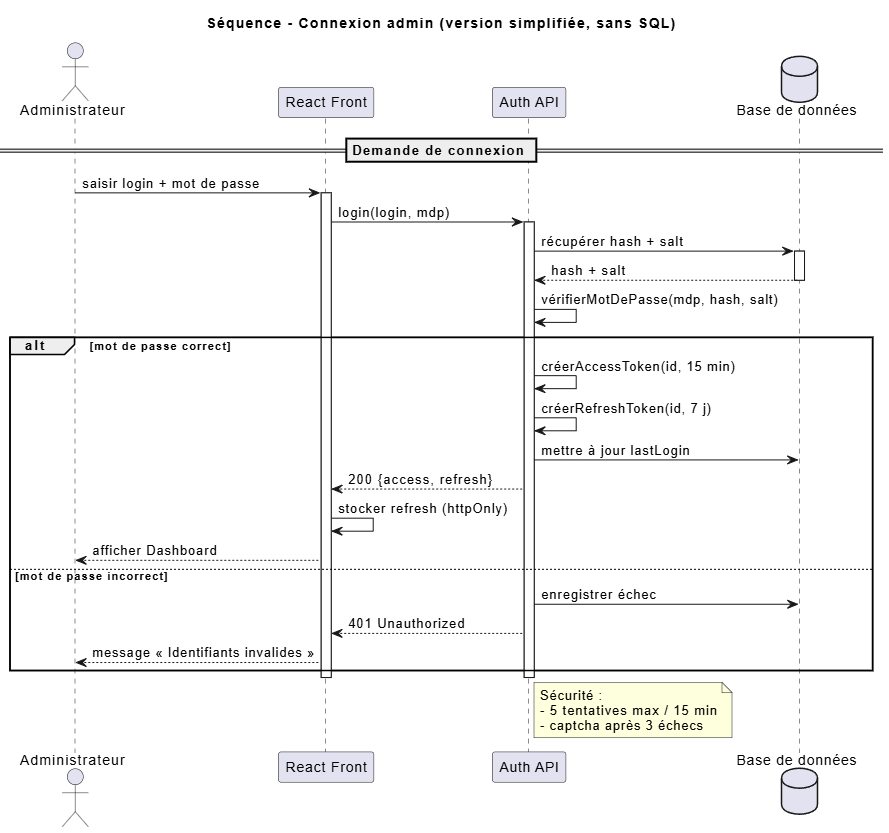 Séquence - Connexion admin (version simplifiée, sans SQL)
Administrateur
React Front
Auth API
Base de données
Demande de connexion
saisir login + mot de passe
login(login, mdp)
récupérer hash + salt
hash + salt
vérifierMotDePasse(mdp, hash, salt)
alt
[mot de passe correct]
créerAccessToken(id, 15 min)
créerRefreshToken(id, 7 j)
mettre à jour lastLogin
200 {access, refresh}
stocker refresh (httpOnly)
afficher Dashboard
[mot de passe incorrect]
enregistrer échec
401 Unauthorized
message « Identifiants invalides »
Sécurité :
- 5 tentatives max / 15 min
- captcha après 3 échecs
Administrateur
React Front
Auth API
Base de données